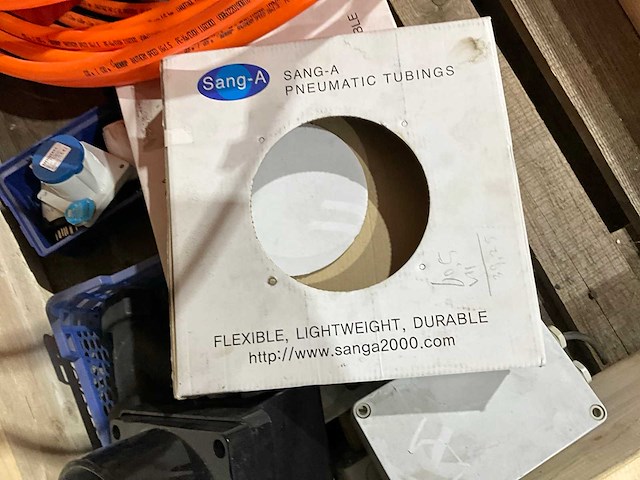 Sang-A
SANG-A
PNEUMATIC TUBINGS
FLEXIBLE, LIGHTWEIGHT, DURABLE
http://www.sanga2000.com